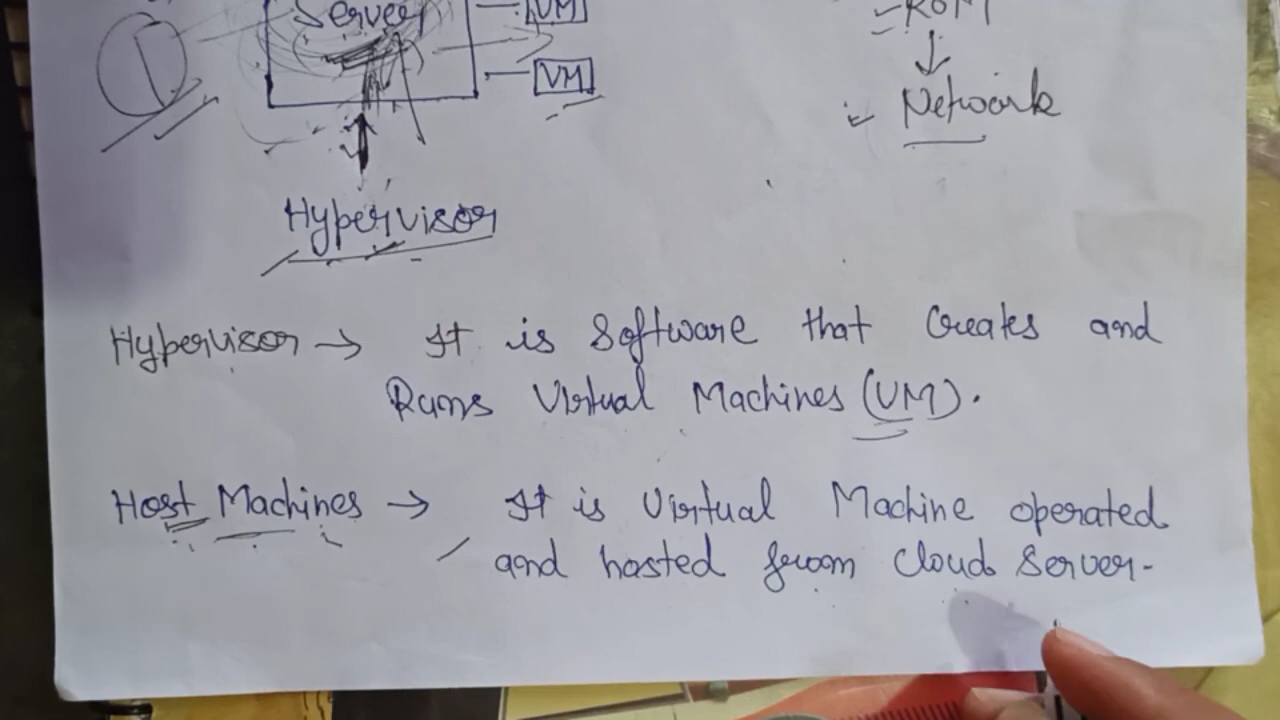 Server
VM
VM
ROM
Network
Hypervisor
Hypervisor → It is Software that Creates and
Runs Virtual Machines (VM).
Host Machines → It is Virtual Machine operated
and hosted from Cloud Server.